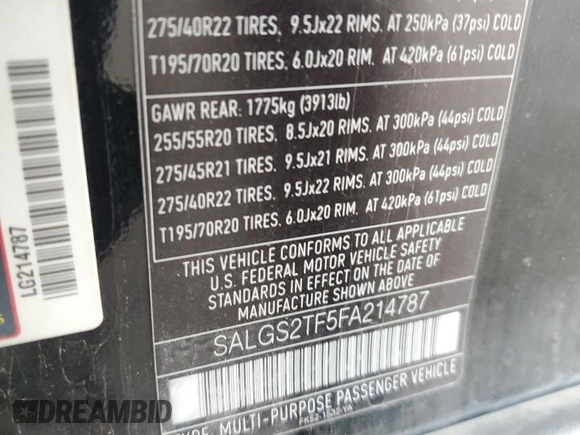 275/40R22 TIRES, 9.5Jx22 RIMS. AT 250kPa (37psi) COLD
T195/70R20 TIRES. 6.0Jx20 RIM. AT 420kPa (61psi) COLD
GAWR REAR: 1775kg (3913lb)
255/55R20 TIRES. 8.5Jx20 RIMS. AT 300kPa (44psi) COLD
275/45R21 TIRES. 9.5Jx21 RIMS. AT 300kPa (44psi) COLD
275/40R22 TIRES, 9.5Jx22 RIMS. AT 300kPa (44psi) COLD
T195/70R20 TIRES. 6.0Jx20 RIM. AT 420kPa (61psi) COLD
THIS VEHICLE CONFORMS TO ALL APPLICABLE
U.S. FEDERAL MOTOR VEHICLE SAFETY
STANDARDS IN EFFECT ON THE DATE OF
MANUFACTURE SHOWN ABOVE.
SALGS2TF5FA214787
TYPE: MULTI-PURPOSE PASSENGER VEHICLE
LG214787
DREAMBID